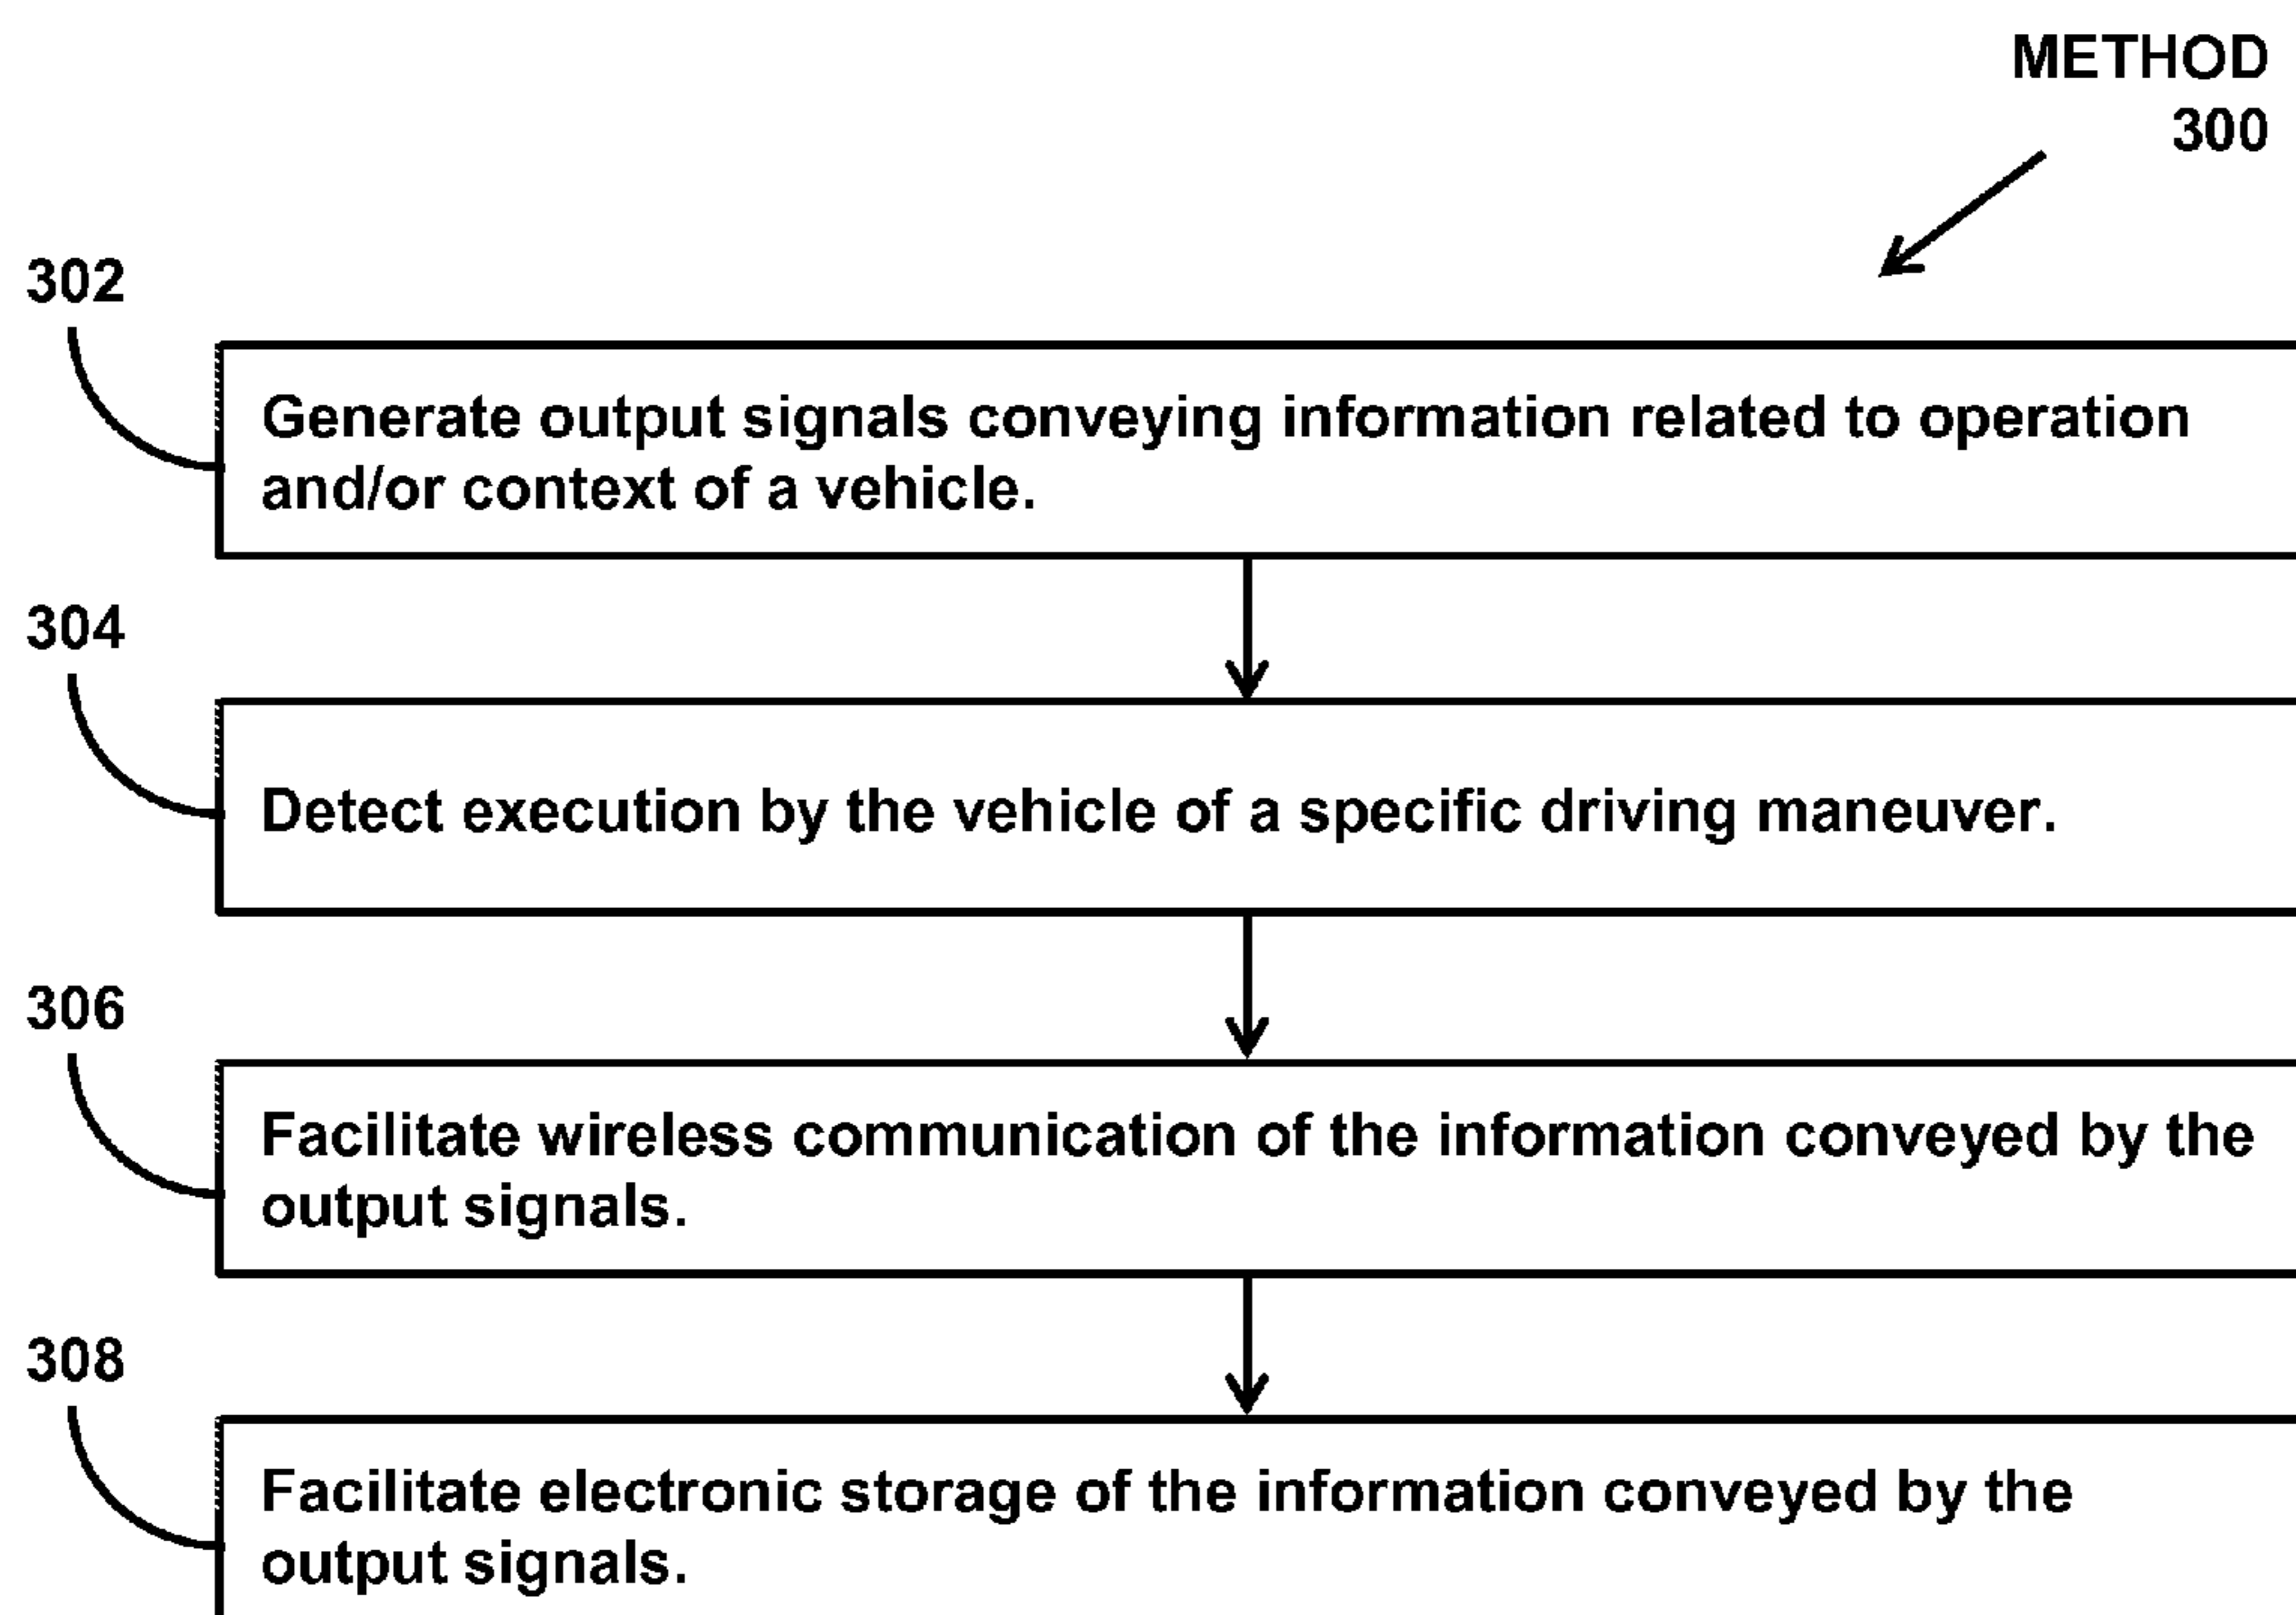 METHOD
300
302
Generate output signals conveying information related to operation
and/or context of a vehicle.
304
Detect execution by the vehicle of a specific driving maneuver.
306
Facilitate wireless communication of the information conveyed by the
output signals.
308
Facilitate electronic storage of the information conveyed by the
output signals.